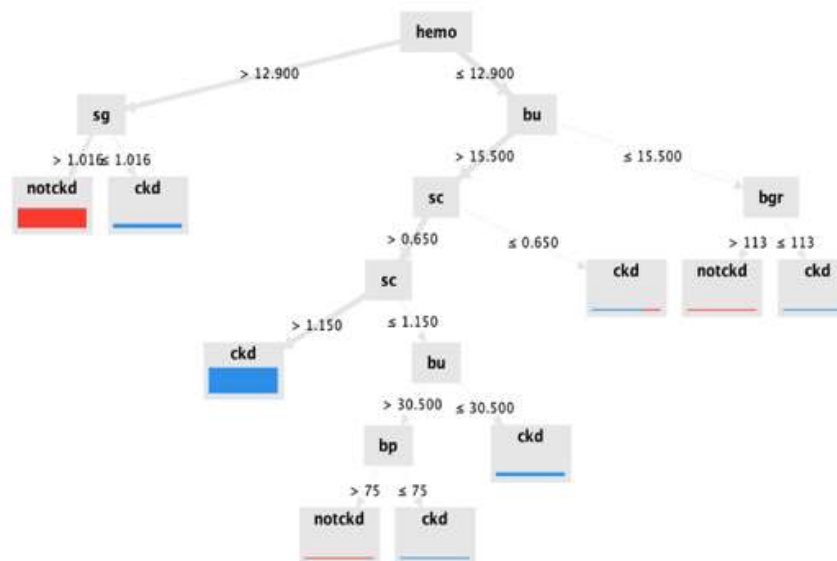 hemo
> 12.900 ≤ 12.900
sg bu
> 1.016 ≤ 1.016 > 15.500 ≤ 15.500
notckd ckd sc bgr
> 0.650 ≤ 0.650 > 113 ≤ 113
sc ckd notckd ckd
> 1.150 ≤ 1.150
ckd bu
> 30.500 ≤ 30.500
bp ckd
> 75 ≤ 75
notckd ckd